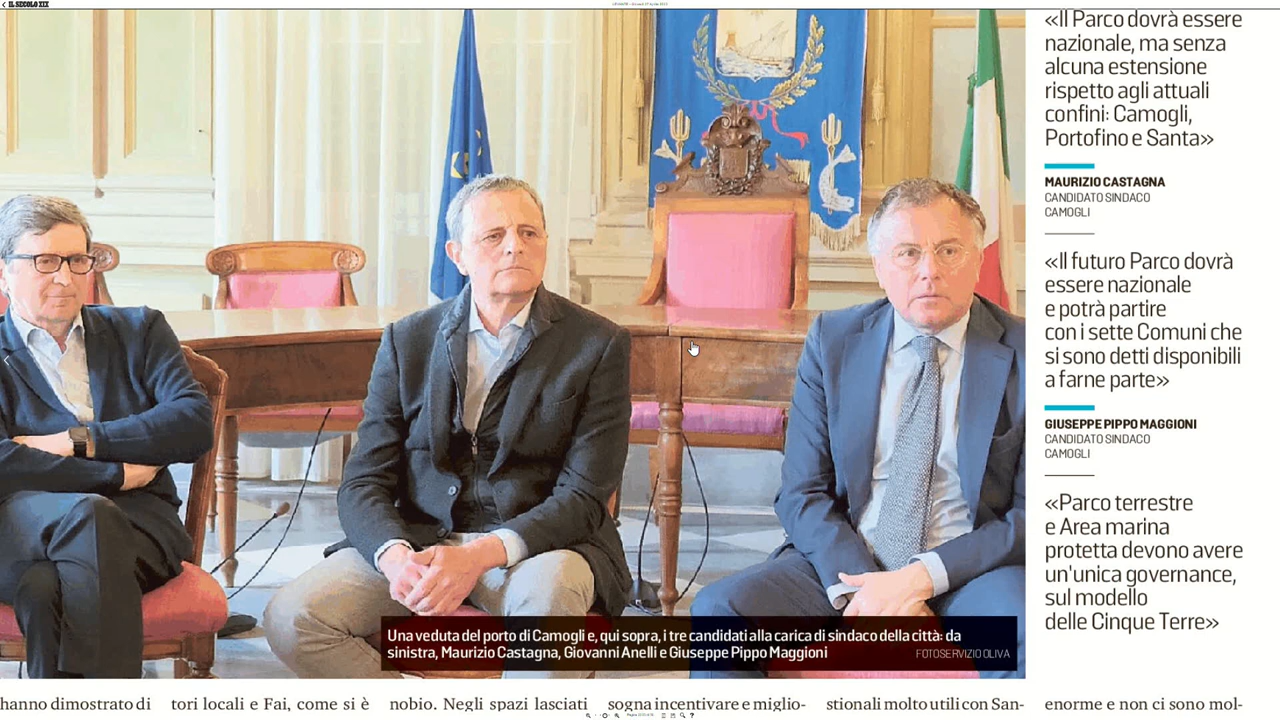 IL SECOLO XIX
«Il Parco dovrà essere
nazionale, ma senza
alcuna estensione
rispetto agli attuali
confini: Camogli,
Portofino e Santa»
MAURIZIO CASTAGNA
CANDIDATO SINDACO
CAMOGLI
«Il futuro Parco dovrà
essere nazionale
e potrà partire
con i sette Comuni che
si sono detti disponibili
a farne parte»
GIUSEPPE PIPPO MAGGIONI
CANDIDATO SINDACO
CAMOGLI
«Parco terrestre
e Area marina
protetta devono avere
un'unica governance,
sul modello
delle Cinque Terre»
Una veduta del porto di Camogli e, qui sopra, i tre candidati alla carica di sindaco della città: da
sinistra, Maurizio Castagna, Giovanni Anelli e Giuseppe Pippo Maggioni
FOTOSERVIZIO OLIVA
hanno dimostrato di
tori locali e Fai, come si è
nobio. Negli spazi lasciati
sogna incentivare e miglio-
stionali molto utili con San-
enorme e non ci sono mol-